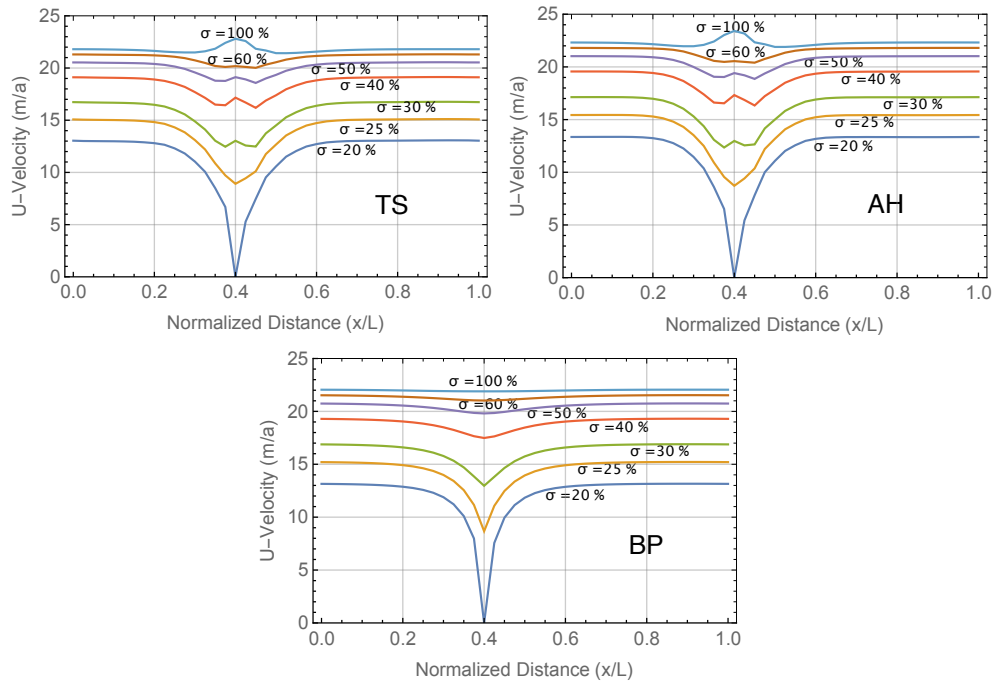 25
20
15
10
5
0
U-Velocity (m/a)
σ =100 %
σ =60 %
σ =50 %
σ =40 %
σ =30 %
σ =25 %
σ =20 %
TS
0.0 0.2 0.4 0.6 0.8 1.0
Normalized Distance (x/L)
25
20
15
10
5
0
U-Velocity (m/a)
σ =100 %
σ =60 %
σ =50 %
σ =40 %
σ =30 %
σ =25 %
σ =20 %
AH
0.0 0.2 0.4 0.6 0.8 1.0
Normalized Distance (x/L)
25
20
15
10
5
0
U-Velocity (m/a)
σ =100 %
σ =60 %
σ =50 %
σ =40 %
σ =30 %
σ =25 %
σ=20 %
BP
0.0 0.2 0.4 0.6 0.8 1.0
Normalized Distance (x/L)